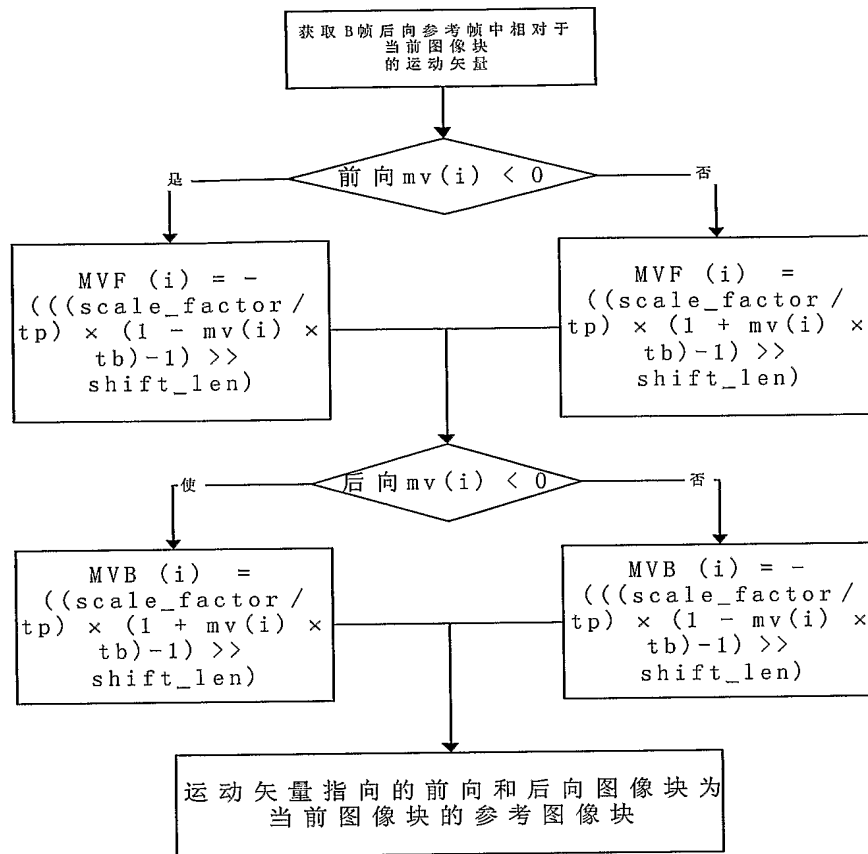 获取B帧后向参考帧中相对于
当前图像块
的运动矢量
前向mv(i) < 0
是
否
MVF (i) = -
(((scale_factor/
tp) × (1 - mv(i) ×
tb)-1) >>
shift_len)
MVF (i) =
((scale_factor/
tp) × (1 + mv(i) ×
tb)-1) >>
shift_len)
后向mv(i) < 0
使
否
MVB (i) =
((scale_factor/
tp) × (1 + mv(i) ×
tb)-1) >>
shift_len)
MVB (i) = -
(((scale_factor/
tp) × (1 - mv(i) ×
tb)-1) >>
shift_len)
运动矢量指向的前向和后向图像块为
当前图像块的参考图像块